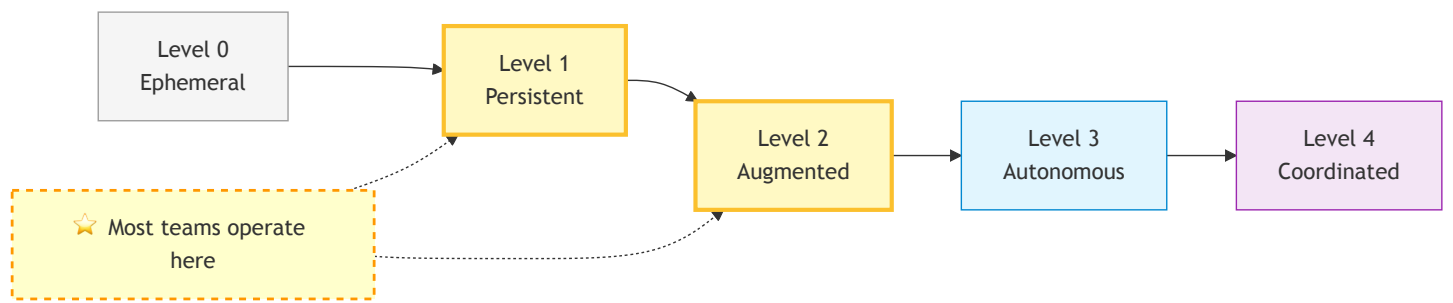 Level 0
Ephemeral
Level 1
Persistent
Level 2
Augmented
Level 3
Autonomous
Level 4
Coordinated
⭐ Most teams operate
here